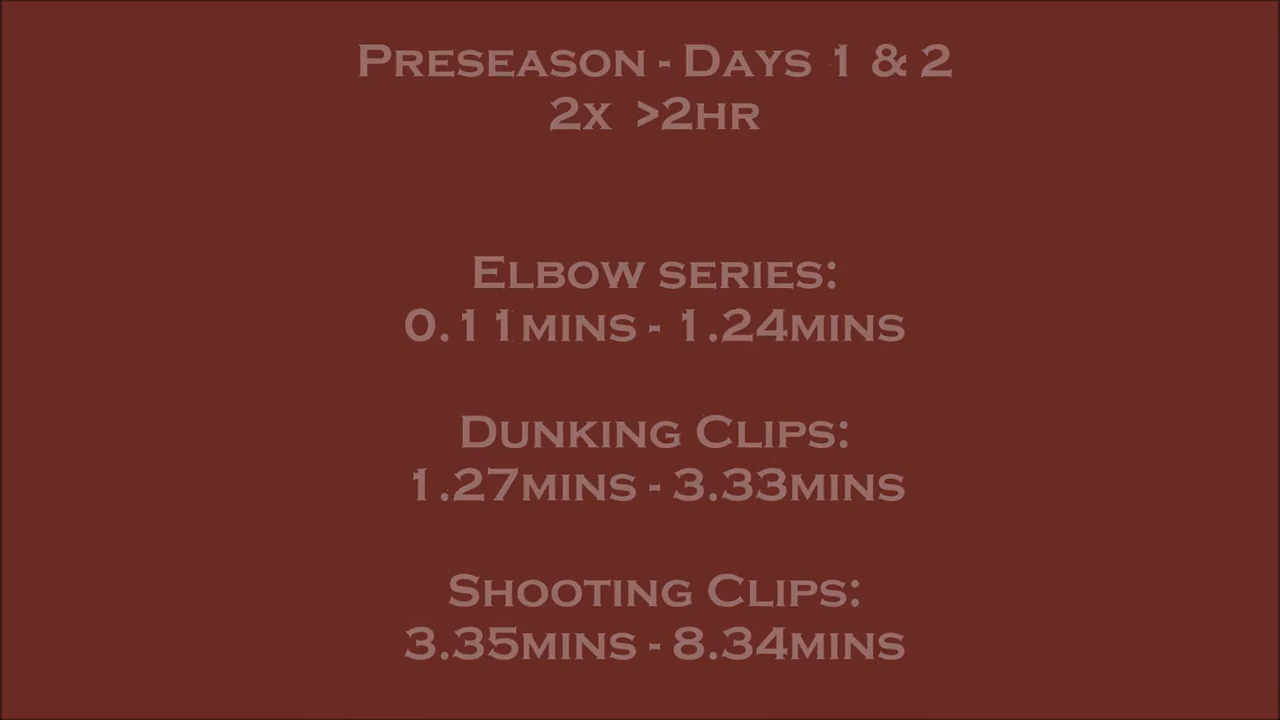 Preseason - Days 1 & 2
2x >2hr
Elbow series:
0.11mins - 1.24mins
Dunking Clips:
1.27mins - 3.33mins
Shooting Clips:
3.35mins - 8.34mins